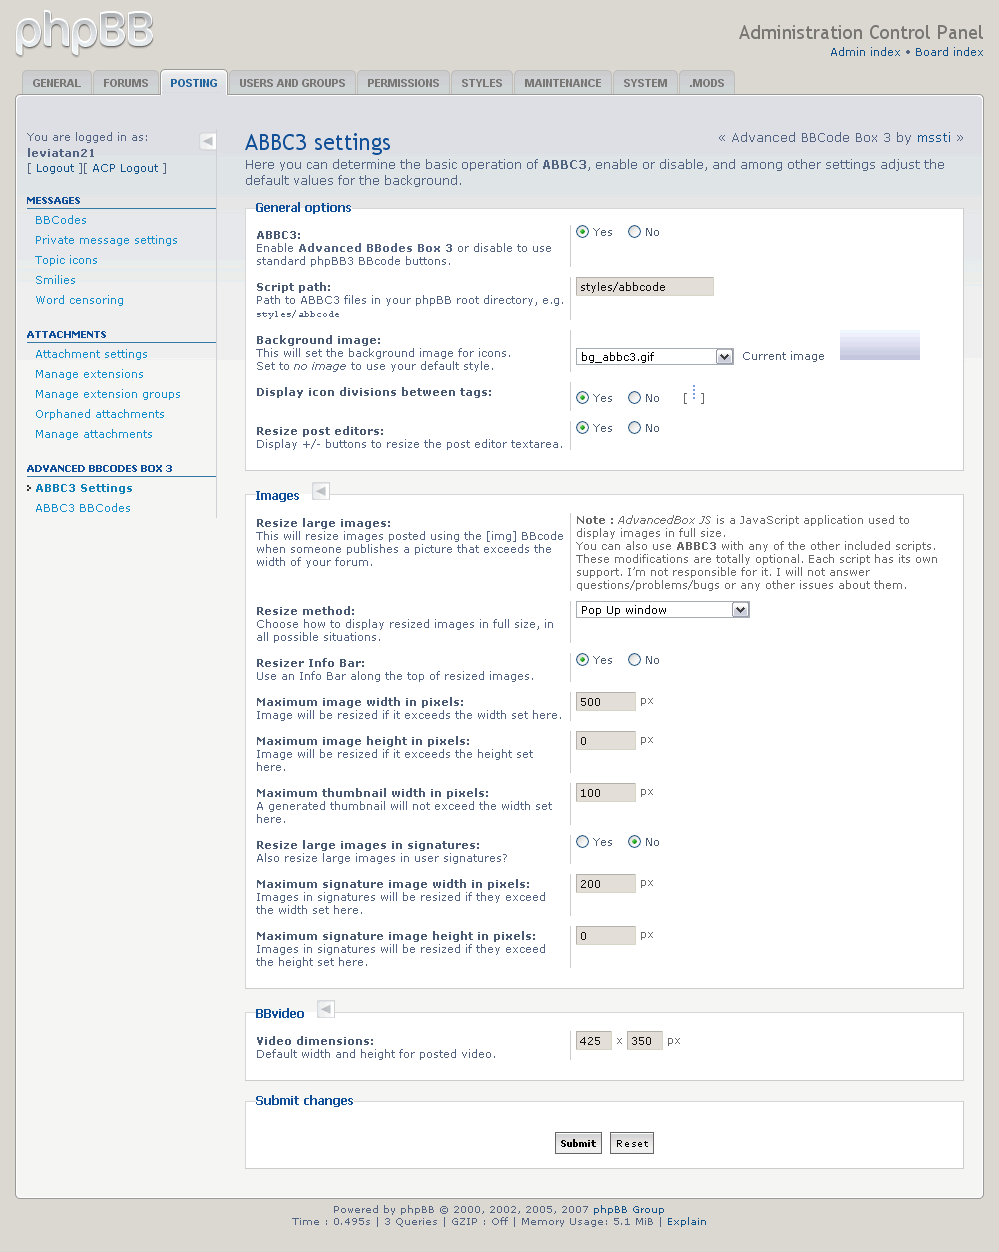 phpBB
Administration Control Panel
Admin index • Board index
GENERAL FORUMS POSTING USERS AND GROUPS PERMISSIONS STYLES MAINTENANCE SYSTEM .MODS
You are logged in as:
leviatan21
[ Logout ][ ACP Logout ]
MESSAGES
BBCodes
Private message settings
Topic icons
Smilies
Word censoring
ATTACHMENTS
Attachment settings
Manage extensions
Manage extension groups
Orphaned attachments
Manage attachments
ADVANCED BBCODES BOX 3
ABBC3 Settings
ABBC3 BBCodes
ABBC3 settings
« Advanced BBCode Box 3 by mssti »
Here you can determine the basic operation of ABBC3, enable or disable, and among other settings adjust the
default values for the background.
General options
ABBC3:
Enable Advanced BBodes Box 3 or disable to use
standard phpBB3 BBcode buttons.
Yes No
Script path:
Path to ABBC3 files in your phpBB root directory, e.g.
styles/abbcode
styles/abbcode
Background image:
This will set the background image for icons.
Set to no image to use your default style.
bg_abbc3.gif Current image
Display icon divisions between tags:
Yes No [ ]
Resize post editors:
Display +/- buttons to resize the post editor textarea.
Yes No
Images
Resize large images:
This will resize images posted using the [img] BBcode
when someone publishes a picture that exceeds the
width of your forum.
Note : AdvancedBox JS is a JavaScript application used to
display images in full size.
You can also use ABBC3 with any of the other included scripts.
These modifications are totally optional. Each script has its own
support. I'm not responsible for it. I will not answer
questions/problems/bugs or any other issues about them.
Resize method:
Choose how to display resized images in full size, in
all possible situations.
Pop Up window
Resizer Info Bar:
Use an Info Bar along the top of resized images.
Yes No
Maximum image width in pixels:
Image will be resized if it exceeds the width set here.
500 px
Maximum image height in pixels:
Image will be resized if it exceeds the height set
here.
0 px
Maximum thumbnail width in pixels:
A generated thumbnail will not exceed the width set
here.
100 px
Resize large images in signatures:
Also resize large images in user signatures?
Yes No
Maximum signature image width in pixels:
Images in signatures will be resized if they exceed
the width set here.
200 px
Maximum signature image height in pixels:
Images in signatures will be resized if they exceed
the height set here.
0 px
BBvideo
Video dimensions:
Default width and height for posted video.
425 x 350 px
Submit changes
Submit Reset
Powered by phpBB © 2000, 2002, 2005, 2007 phpBB Group
Time : 0.495s | 3 Queries | GZIP : Off | Memory Usage: 5.1 MiB | Explain